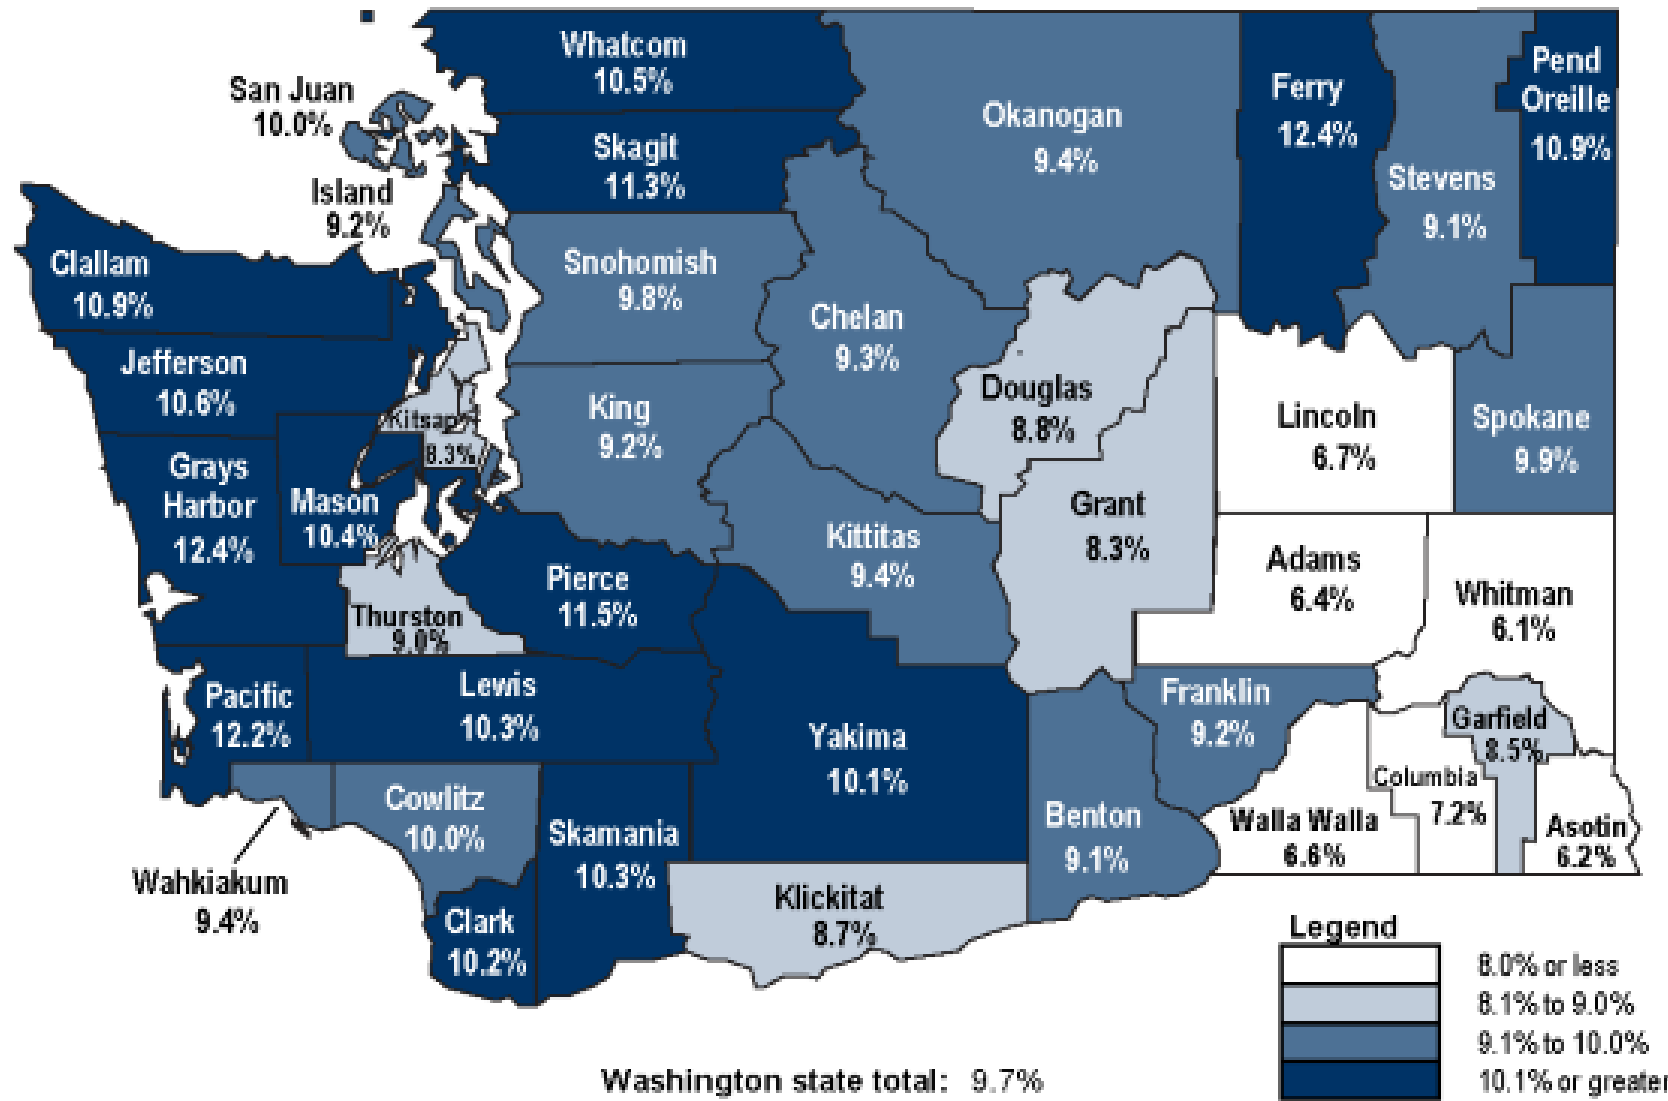 Whatcom
10.5%
San Juan
10.0%
Skagit
11.3%
Island
9.2%
Okanogan
9.4%
Ferry
12.4%
Stevens
9.1%
Pend
Oreille
10.9%
Clallam
10.9%
Snohomish
9.8%
Chelan
9.3%
Jefferson
10.6%
Kitsap
8.3%
King
9.2%
Douglas
8.8%
Lincoln
6.7%
Spokane
9.9%
Grays
Harbor
12.4%
Mason
10.4%
Grant
8.3%
Kittitas
9.4%
Adams
6.4%
Whitman
6.1%
Pierce
11.5%
Thurston
9.0%
Pacific
12.2%
Lewis
10.3%
Yakima
10.1%
Franklin
9.2%
Garfield
8.5%
Columbia
7.2%
Cowlitz
10.0%
Skamania
10.3%
Benton
9.1%
Walla Walla
6.6%
Asotin
6.2%
Wahkiakum
9.4%
Clark
10.2%
Klickitat
8.7%
Legend
8.0% or less
8.1% to 9.0%
9.1% to 10.0%
10.1% or greater
Washington state total: 9.7%